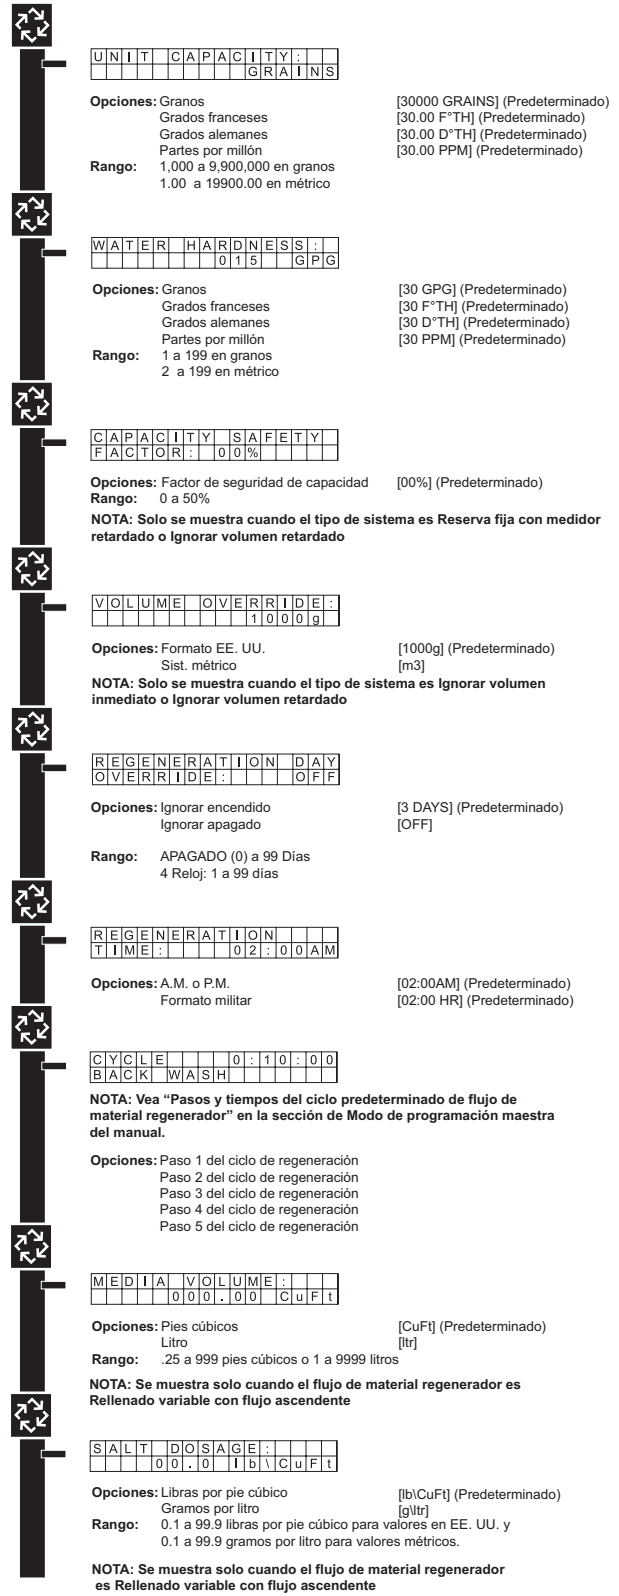 UNIT CAPACITY:
GRAINS
Opciones: Granos [30000 GRAINS] (Predeterminado)
Grados franceses [30.00 F°TH] (Predeterminado)
Grados alemanes [30.00 D°TH] (Predeterminado)
Partes por millón [30.00 PPM] (Predeterminado)
Rango: 1,000 a 9,900,000 en granos
1.00 a 19900.00 en métrico
WATER HARDNESS:
015 GPG
Opciones: Granos [30 GPG] (Predeterminado)
Grados franceses [30 F°TH] (Predeterminado)
Grados alemanes [30 D°TH] (Predeterminado)
Partes por millón [30 PPM] (Predeterminado)
Rango: 1 a 199 en granos
2 a 199 en métrico
CAPACITY SAFETY
FACTOR: 00%
Opciones: Factor de seguridad de capacidad [00%] (Predeterminado)
Rango: 0 a 50%
NOTA: Solo se muestra cuando el tipo de sistema es Reserva fija con medidor
retardado o Ignorar volumen retardado
VOLUME OVERRIDE:
1000g
Opciones: Formato EE. UU. [1000g] (Predeterminado)
Sist. métrico [m3]
NOTA: Solo se muestra cuando el tipo de sistema es Ignorar volumen
inmediato o Ignorar volumen retardado
REGENERATION DAY
OVERRIDE: OFF
Opciones: Ignorar encendido [3 DAYS] (Predeterminado)
Ignorar apagado [OFF]
Rango: APAGADO (0) a 99 Días
4 Reloj: 1 a 99 días
REGENERATION
TIME: 02:00AM
Opciones: A.M. o P.M. [02:00AM] (Predeterminado)
Formato militar [02:00 HR] (Predeterminado)
CYCLE 0:10:00
BACK WASH
NOTA: Vea “Pasos y tiempos del ciclo predeterminado de flujo de
material regenerador” en la sección de Modo de programación maestra
del manual.
Opciones: Paso 1 del ciclo de regeneración
Paso 2 del ciclo de regeneración
Paso 3 del ciclo de regeneración
Paso 4 del ciclo de regeneración
Paso 5 del ciclo de regeneración
MEDIA VOLUME:
000.00 CuFt
Opciones: Pies cúbicos [CuFt] (Predeterminado)
Litro [ltr]
Rango: .25 a 999 pies cúbicos o 1 a 9999 litros
NOTA: Se muestra solo cuando el flujo de material regenerador es
Rellenado variable con flujo ascendente
SALT DOSAGE:
00.0 lb\CuFt
Opciones: Libras por pie cúbico [lb\CuFt] (Predeterminado)
Gramos por litro [g\ltr]
Rango: 0.1 a 99.9 libras por pie cúbico para valores en EE. UU. y
0.1 a 99.9 gramos por litro para valores métricos.
NOTA: Se muestra solo cuando el flujo de material regenerador
es Rellenado variable con flujo ascendente